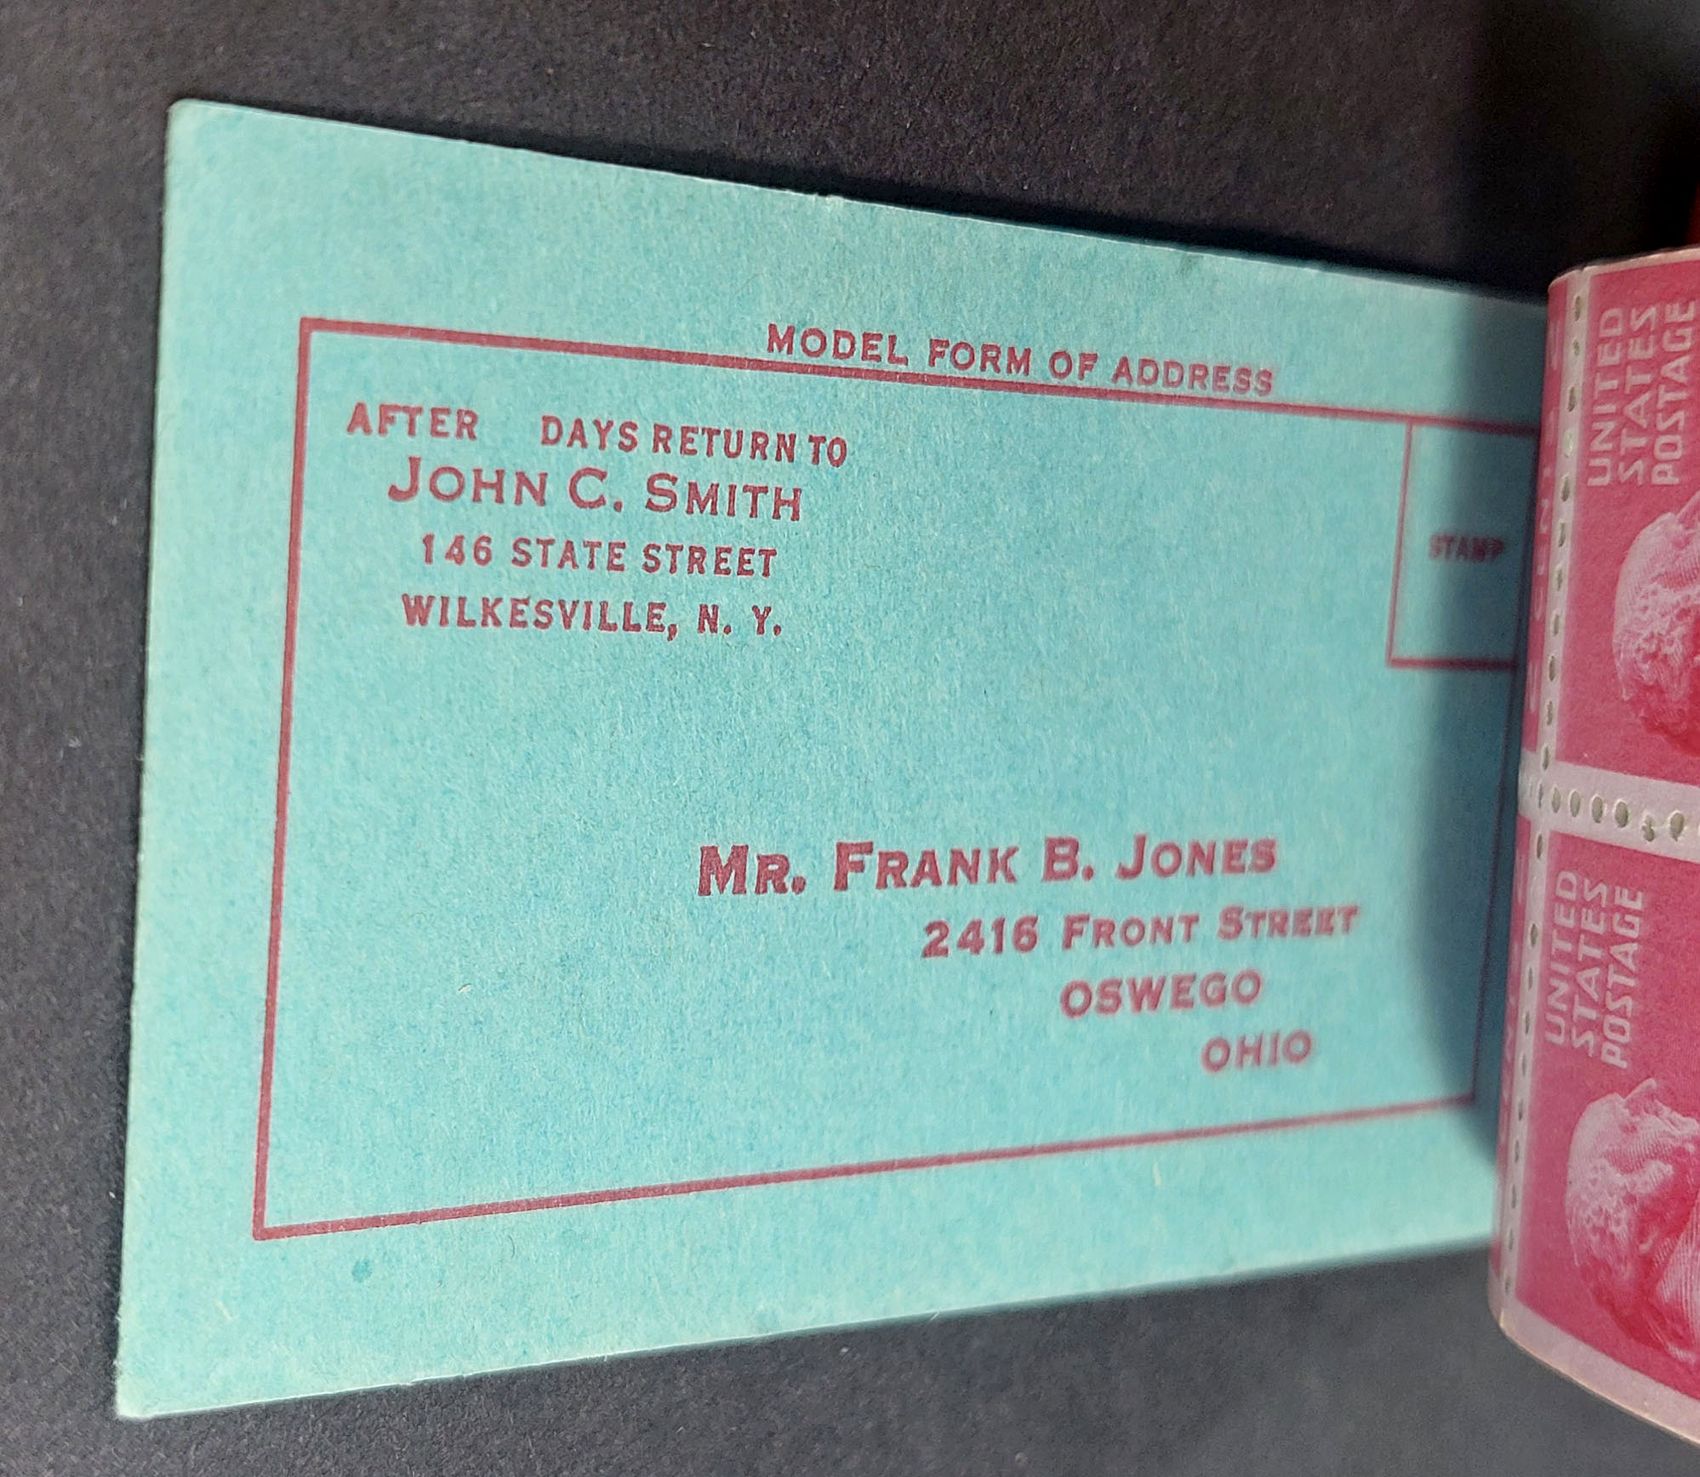 MODEL FORM OF ADDRESS
AFTER DAYS RETURN TO
JOHN C. SMITH
146 STATE STREET
WILKESVILLE, N. Y.
STAMP
MR. FRANK B. JONES
2416 FRONT STREET
OSWEGO
OHIO
UNITED
STATES
POSTAGE
UNITED
STATES
POSTAGE